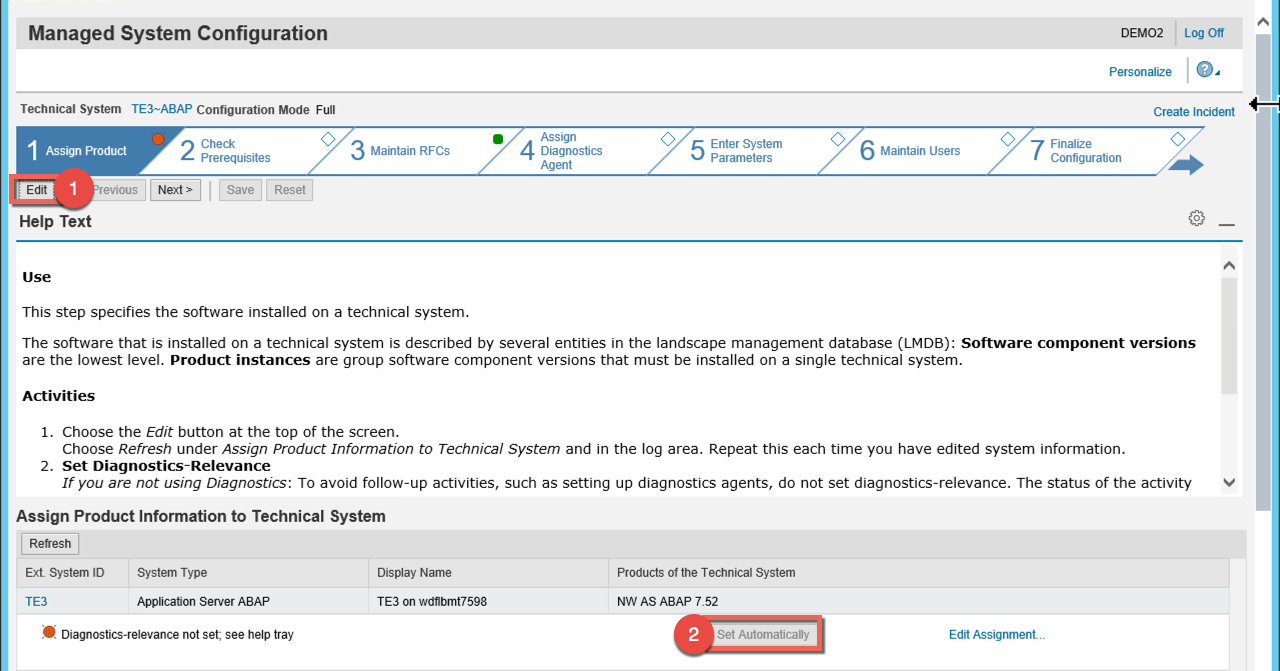 Managed System Configuration
DEMO2 Log Off
Personalize
Technical System TE3~ABAP Configuration Mode Full
Create Incident
1 Assign Product
2 Check
Prerequisites
3 Maintain RFCs
4 Assign
Diagnostics
Agent
5 Enter System
Parameters
6 Maintain Users
7 Finalize
Configuration
Edit 1 Previous Next > Save Reset
Help Text
Use
This step specifies the software installed on a technical system.
The software that is installed on a technical system is described by several entities in the landscape management database (LMDB): Software component versions
are the lowest level. Product instances are group software component versions that must be installed on a single technical system.
Activities
1. Choose the Edit button at the top of the screen.
Choose Refresh under Assign Product Information to Technical System and in the log area. Repeat this each time you have edited system information.
2. Set Diagnostics-Relevance
If you are not using Diagnostics: To avoid follow-up activities, such as setting up diagnostics agents, do not set diagnostics-relevance. The status of the activity
Assign Product Information to Technical System
Refresh
Ext. System ID System Type Display Name Products of the Technical System
TE3 Application Server ABAP TE3 on wdflbmt7598 NW AS ABAP 7.52
Diagnostics-relevance not set; see help tray 2 Set Automatically Edit Assignment...